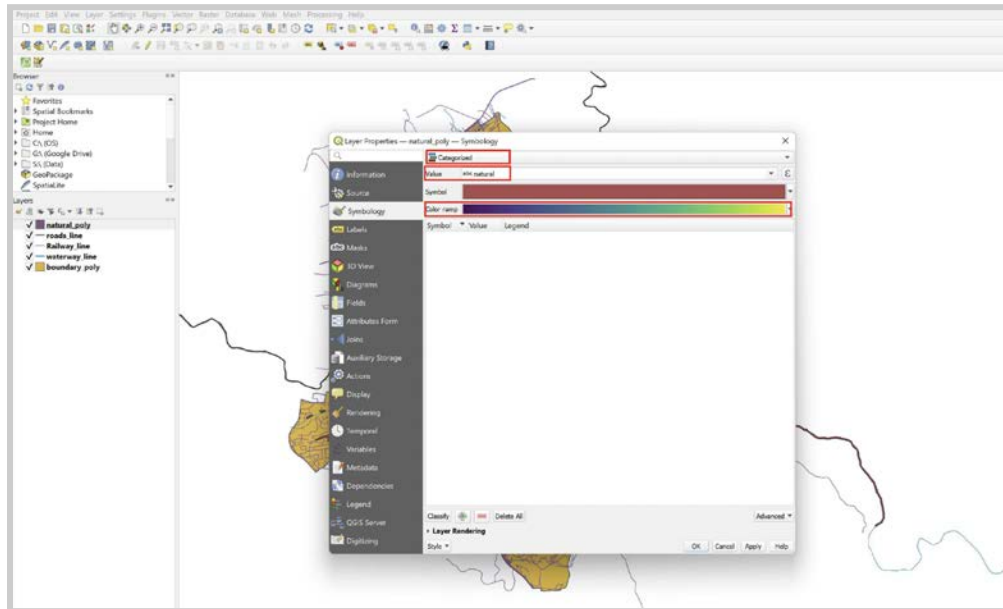 Project Edit View Layer Settings Plugins Vector Raster Database Web Mesh Processing Help
Browser
Favorites
Spatial Bookmarks
Project Home
Home
C:\ (OS)
G:\ (Google Drive)
S:\ (Data)
GeoPackage
SpatiaLite
Layers
natural_poly
roads_line
Railway_line
waterway_line
boundary_poly
Layer Properties — natural_poly — Symbology
Categorized
Information
Value abc natural
Source
Symbol
Symbology
Color ramp
Labels
Symbol Value Legend
Masks
3D View
Diagrams
Fields
Attributes Form
Joins
Auxiliary Storage
Actions
Display
Rendering
Temporal
Variables
Metadata
Dependencies
Legend
QGIS Server
Digitizing
Classify Delete All Advanced
Layer Rendering
Style OK Cancel Apply Help